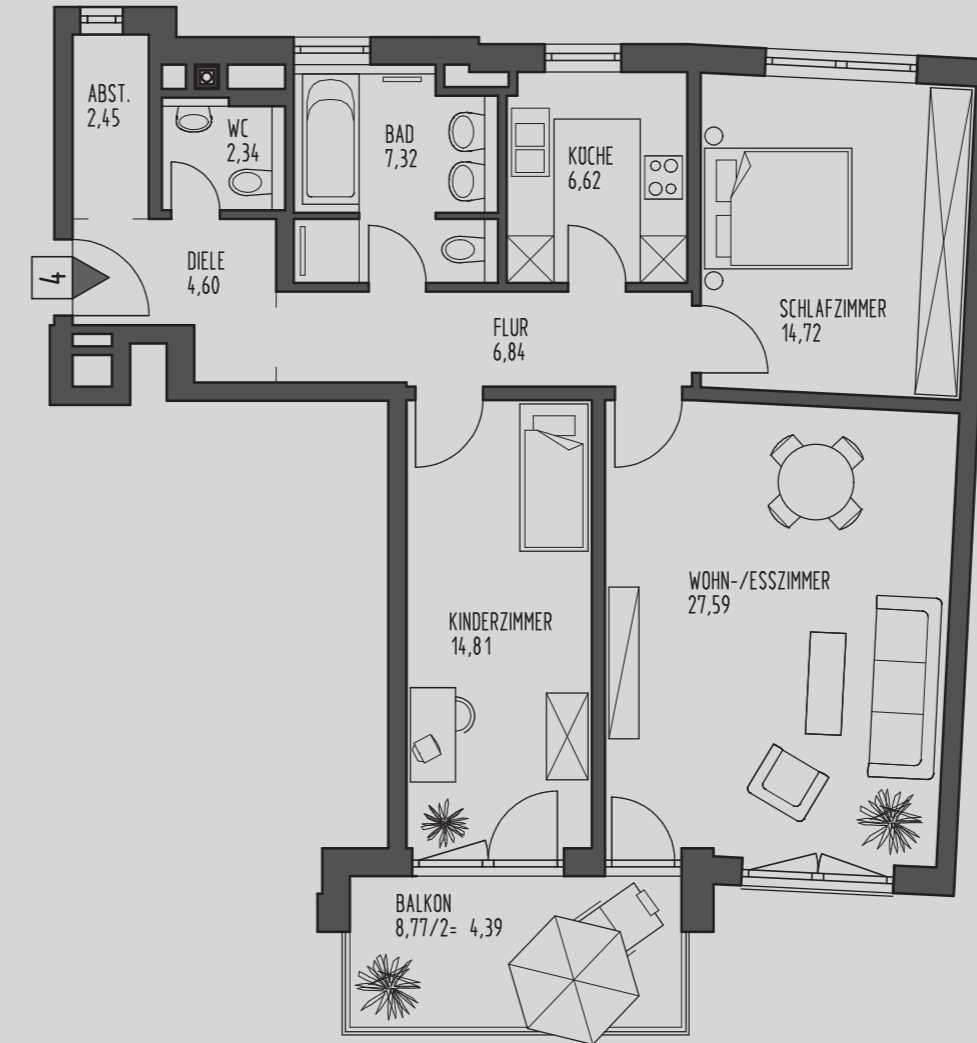 ABST.
2,45
WC
2,34
BAD
7,32
KÜCHE
6,62
4
DIELE
4,60
FLUR
6,84
SCHLAFZIMMER
14,72
KINDERZIMMER
14,81
WOHN-/ESSZIMMER
27,59
BALKON
8,77/2= 4,39